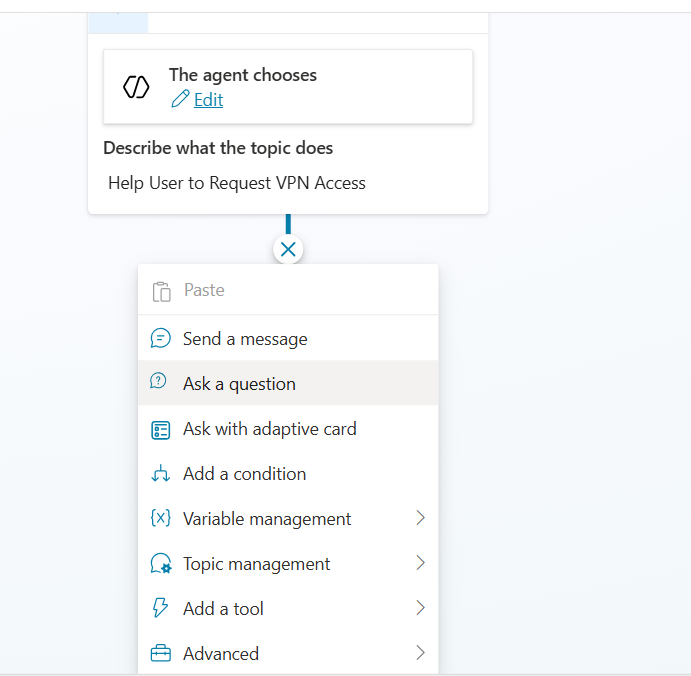 The agent chooses
Edit
Describe what the topic does
Help User to Request VPN Access
Paste
Send a message
Ask a question
Ask with adaptive card
Add a condition
Variable management
Topic management
Add a tool
Advanced